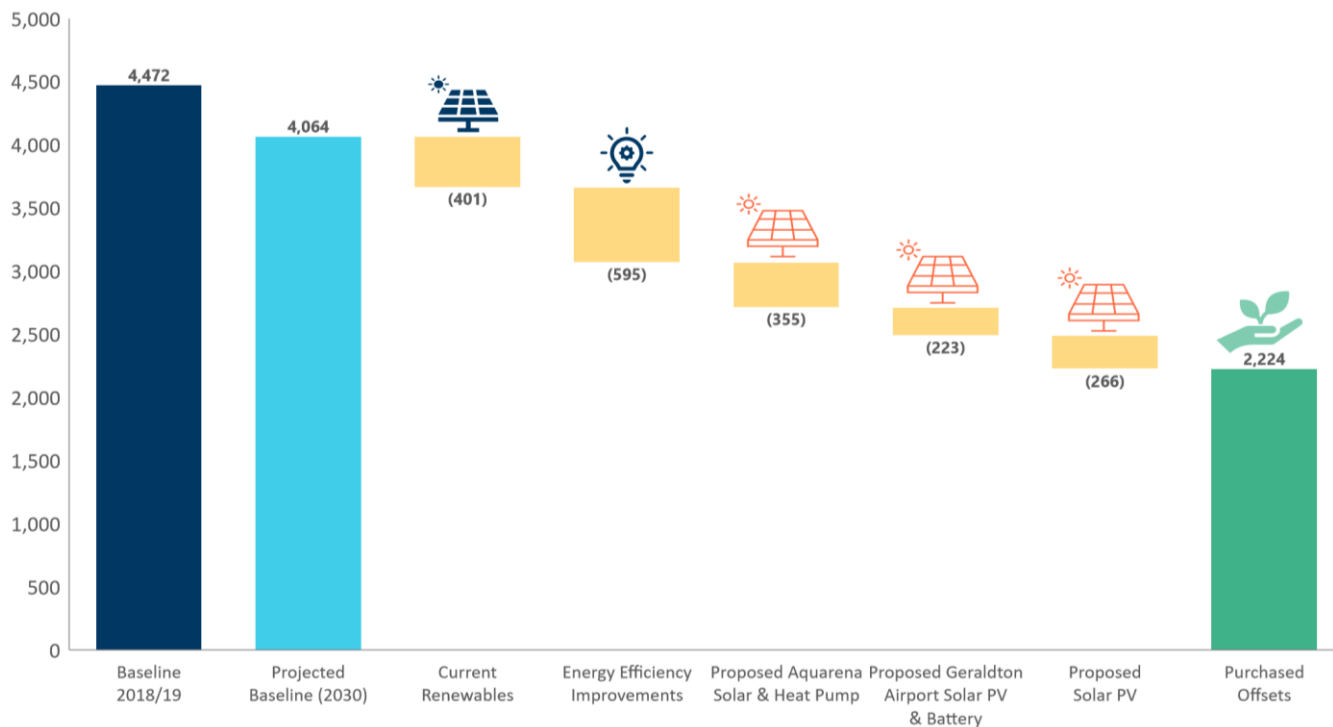 5,000
4,500
4,000
3,500
3,000
2,500
2,000
1,500
1,000
500
0
4,472
4,064
(401)
(595)
(355)
(223)
(266)
2,224
Baseline
2018/19
Projected
Baseline (2030)
Current
Renewables
Energy Efficiency
Improvements
Proposed Aquarena
Solar & Heat Pump
Proposed Geraldton
Airport Solar PV
& Battery
Proposed
Solar PV
Purchased
Offsets